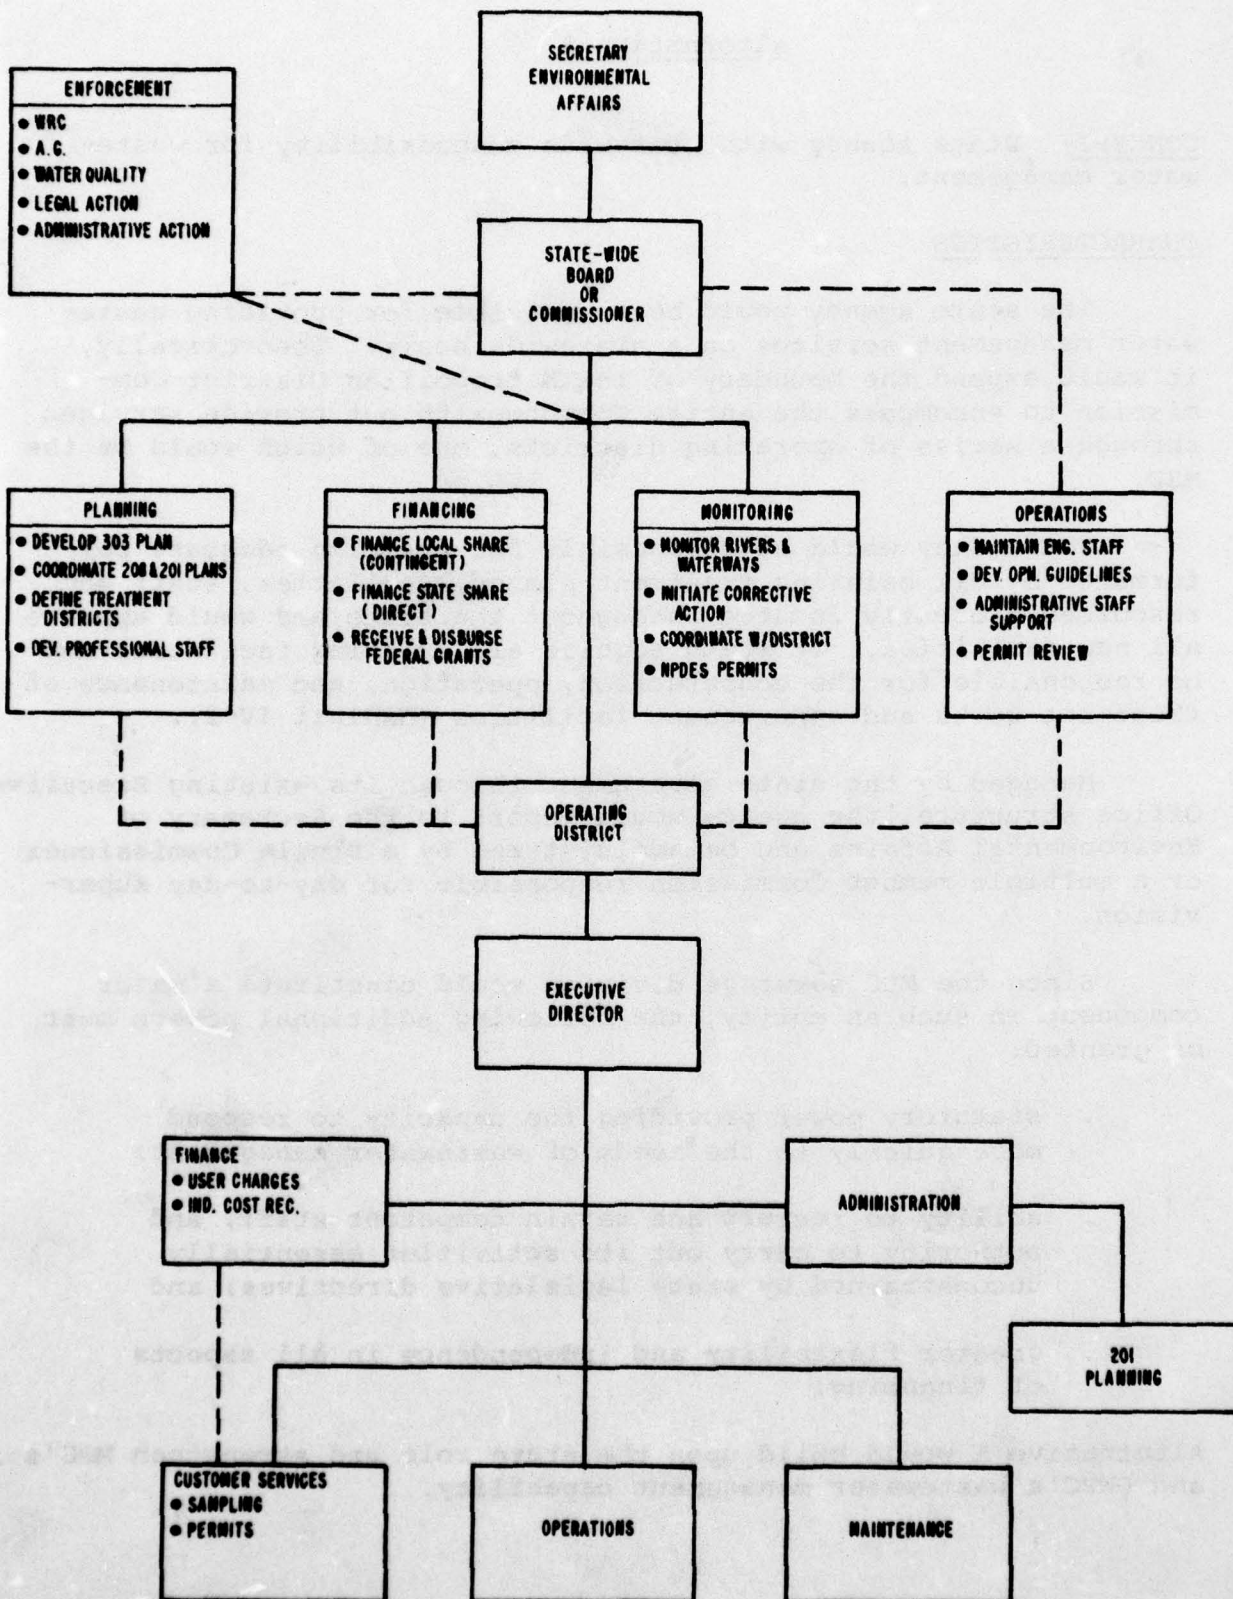 SECRETARY
ENVIRONMENTAL
AFFAIRS
ENFORCEMENT
● WRC
● A.G.
● WATER QUALITY
● LEGAL ACTION
● ADMINISTRATIVE ACTION
STATE-WIDE
BOARD
OR
COMMISSIONER
PLANNING
● DEVELOP 303 PLAN
● COORDINATE 208 & 201 PLANS
● DEFINE TREATMENT
DISTRICTS
● DEV. PROFESSIONAL STAFF
FINANCING
● FINANCE LOCAL SHARE
(CONTINGENT)
● FINANCE STATE SHARE
(DIRECT)
● RECEIVE & DISBURSE
FEDERAL GRANTS
MONITORING
● MONITOR RIVERS &
WATERWAYS
● INITIATE CORRECTIVE
ACTION
● COORDINATE W/DISTRICT
● NPDES PERMITS
OPERATIONS
● MAINTAIN ENG. STAFF
● DEV. OPN. GUIDELINES
● ADMINISTRATIVE STAFF
SUPPORT
● PERMIT REVIEW
OPERATING
DISTRICT
EXECUTIVE
DIRECTOR
FINANCE
● USER CHARGES
● IND. COST REC.
ADMINISTRATION
201
PLANNING
CUSTOMER SERVICES
● SAMPLING
● PERMITS
OPERATIONS
MAINTENANCE